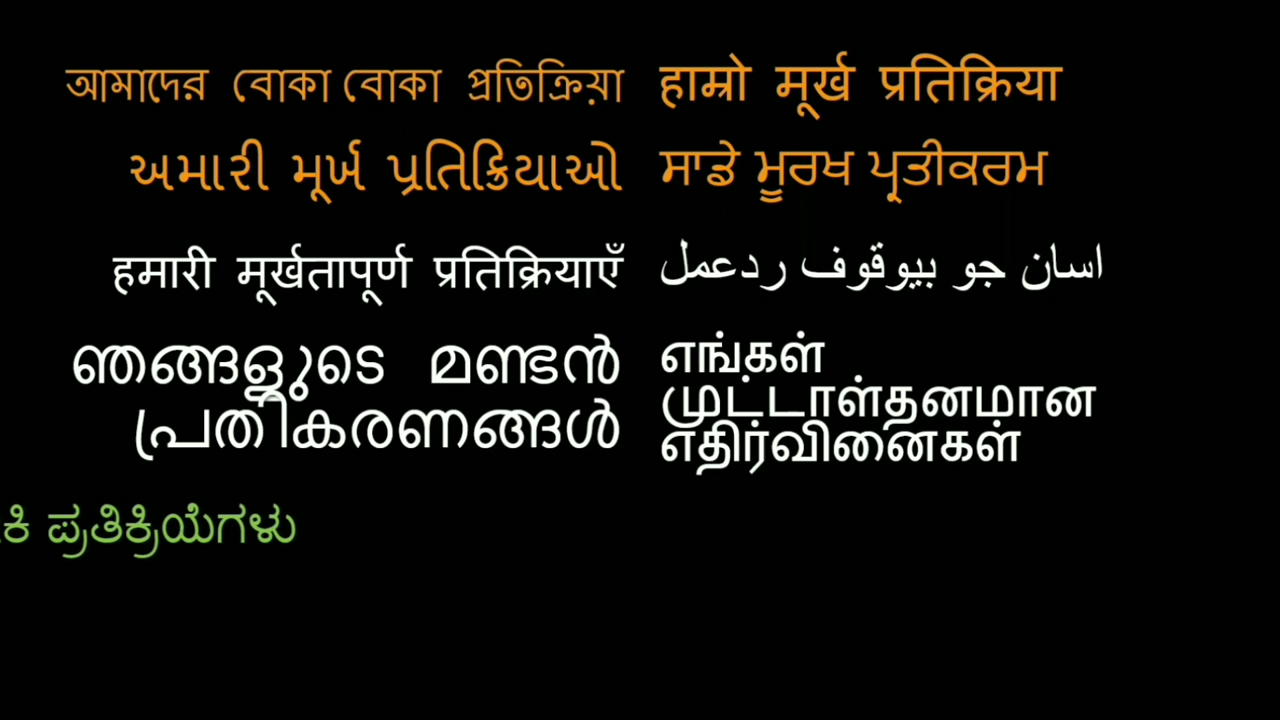 আমাদের বোকা বোকা প্রতিক্রিয়া
हाम्रो मूर्ख प्रतिक्रिया
અમારી મૂર્ખ પ્રતિક્રિયાઓ
ਸਾਡੇ ਮੂਰਖ ਪ੍ਰਤੀਕਰਮ
हमारी मूर्खतापूर्ण प्रतिक्रियाएँ
اسان جو بيوقوف ردعمل
ഞങ്ങളുടെ മണ്ടൻ
പ്രതികരണങ്ങൾ
எங்கள்
முட்டாள்தனமான
எதிர்வினைகள்
ಪ್ರತಿಕ್ರಿಯೆಗಳು